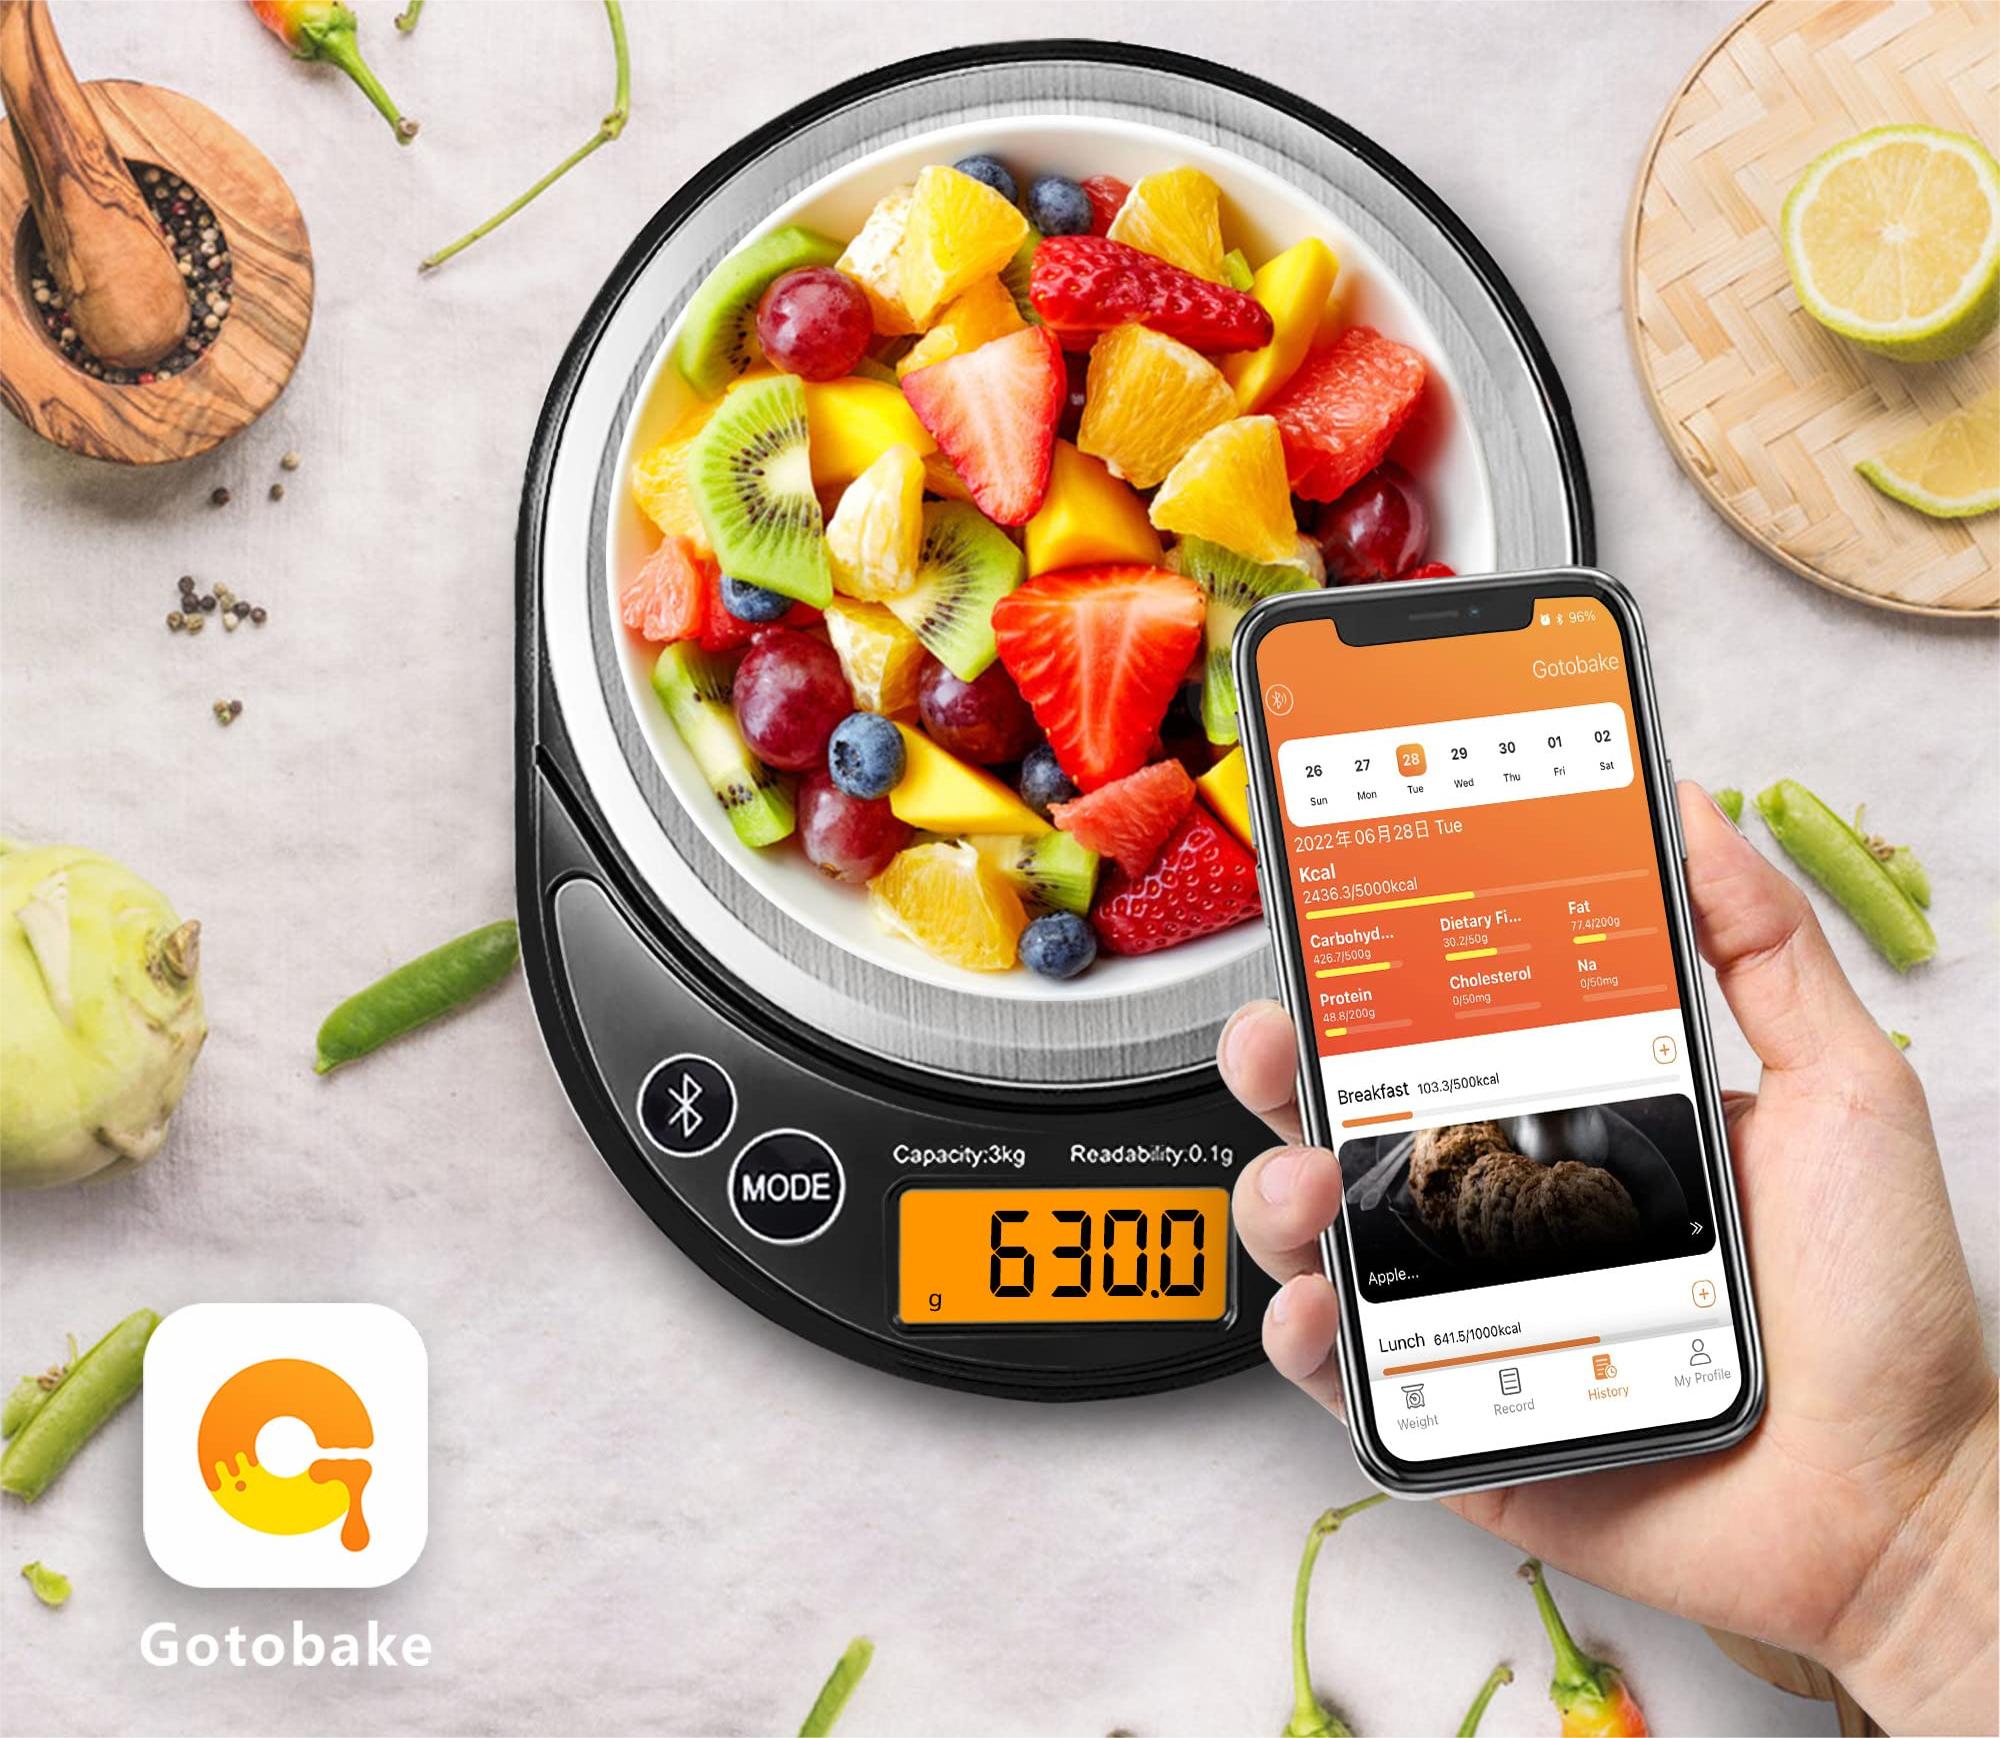 96%
Gotobake
26 27 28 29 30 01 02
Sun Mon Tue Wed Thu Fri Sat
2022年06月28日 Tue
Kcal
2436.3/5000kcal
Carbohyd... Dietary Fi... Fat
426.7/500g 30.2/50g 77.4/200g
Protein Cholesterol Na
48.8/200g 0/50mg 0/50mg
Breakfast 103.3/500kcal
Apple...
Lunch 641.5/1000kcal
Weight Record History My Profile
Capacity:3kg Readability:0.1g
MODE
g 630.0
Gotobake